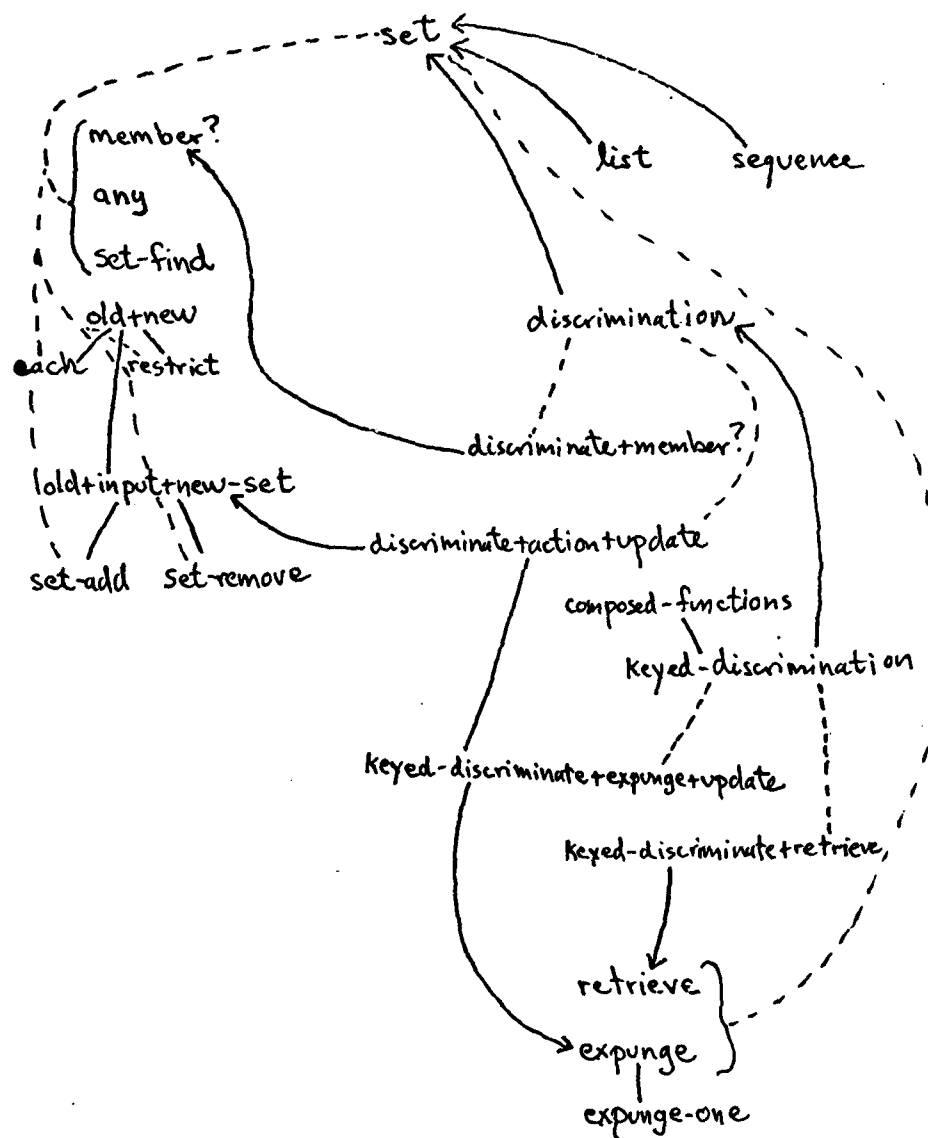 set
member?
list
sequence
any
set-find
old+new
discrimination
each
restrict
discriminate+member?
old+input+new-set
discriminate+action+update
set-add
set-remove
composed-functions
keyed-discrimination
keyed-discriminate+expunge+update
keyed-discriminate+retrieve
retrieve
expunge
expunge-one